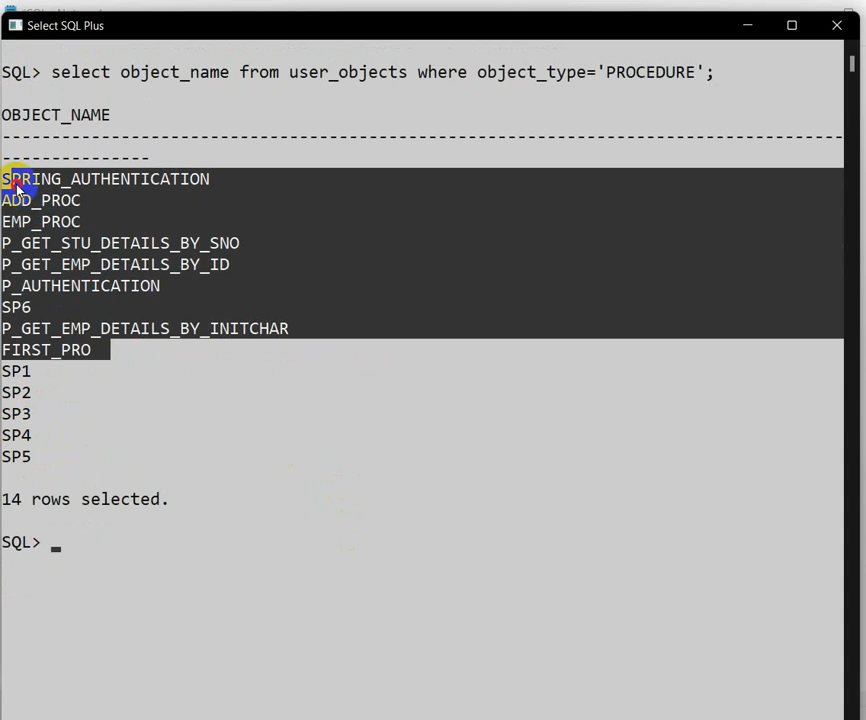 Select SQL Plus
SQL> select object_name from user_objects where object_type='PROCEDURE';
OBJECT_NAME
-------------------------------------------------------------------------------------
---------------
SPRING_AUTHENTICATION
ADD_PROC
EMP_PROC
P_GET_STU_DETAILS_BY_SNO
P_GET_EMP_DETAILS_BY_ID
P_AUTHENTICATION
SP6
P_GET_EMP_DETAILS_BY_INITCHAR
FIRST_PRO
SP1
SP2
SP3
SP4
SP5
14 rows selected.
SQL>